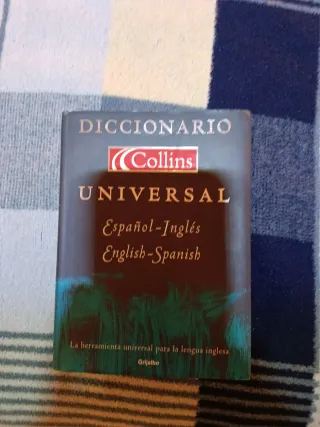 DICCIONARIO
Collins
UNIVERSAL
Español-Inglés
English-Spanish
La herramienta universal para la lengua inglesa
Grijalbo